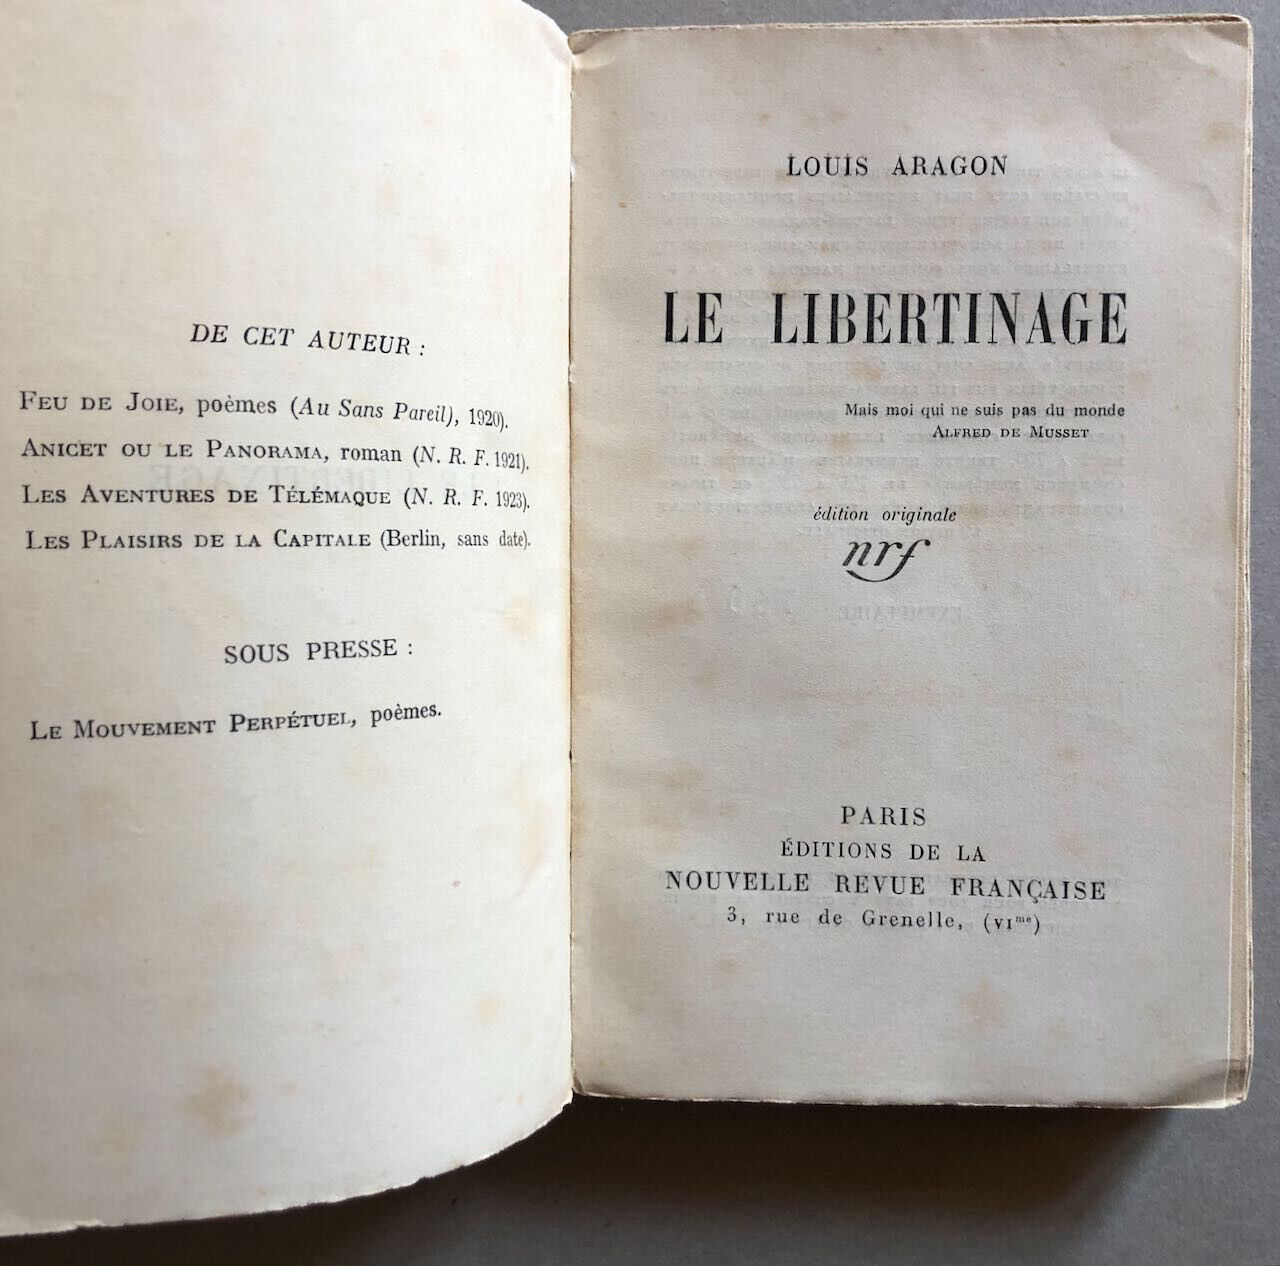 DE CET AUTEUR :
FEU DE JOIE, poèmes (Au Sans Pareil), 1920).
ANICET OU LE PANORAMA, roman (N. R. F. 1921).
LES AVENTURES DE TÉLÉMAQUE (N. R. F. 1923).
LES PLAISIRS DE LA CAPITALE (Berlin, sans date).
SOUS PRESSE :
LE MOUVEMENT PERPÉTUEL, poèmes.
LOUIS ARAGON
LE LIBERTINAGE
Mais moi qui ne suis pas du monde
ALFRED DE MUSSET
édition originale
nrf
PARIS
ÉDITIONS DE LA
NOUVELLE REVUE FRANÇAISE
3, rue de Grenelle, (VIme)